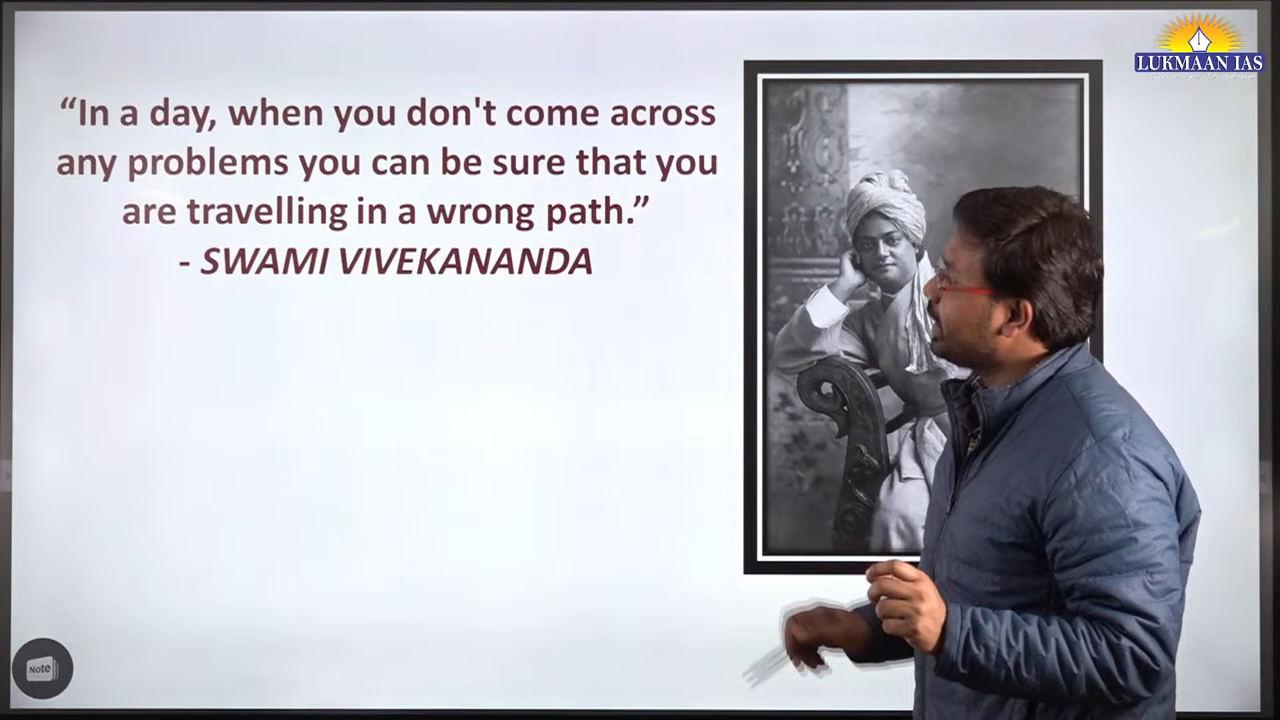 “In a day, when you don't come across
any problems you can be sure that you
are travelling in a wrong path.”
- SWAMI VIVEKANANDA
LUKMAAN IAS
Note